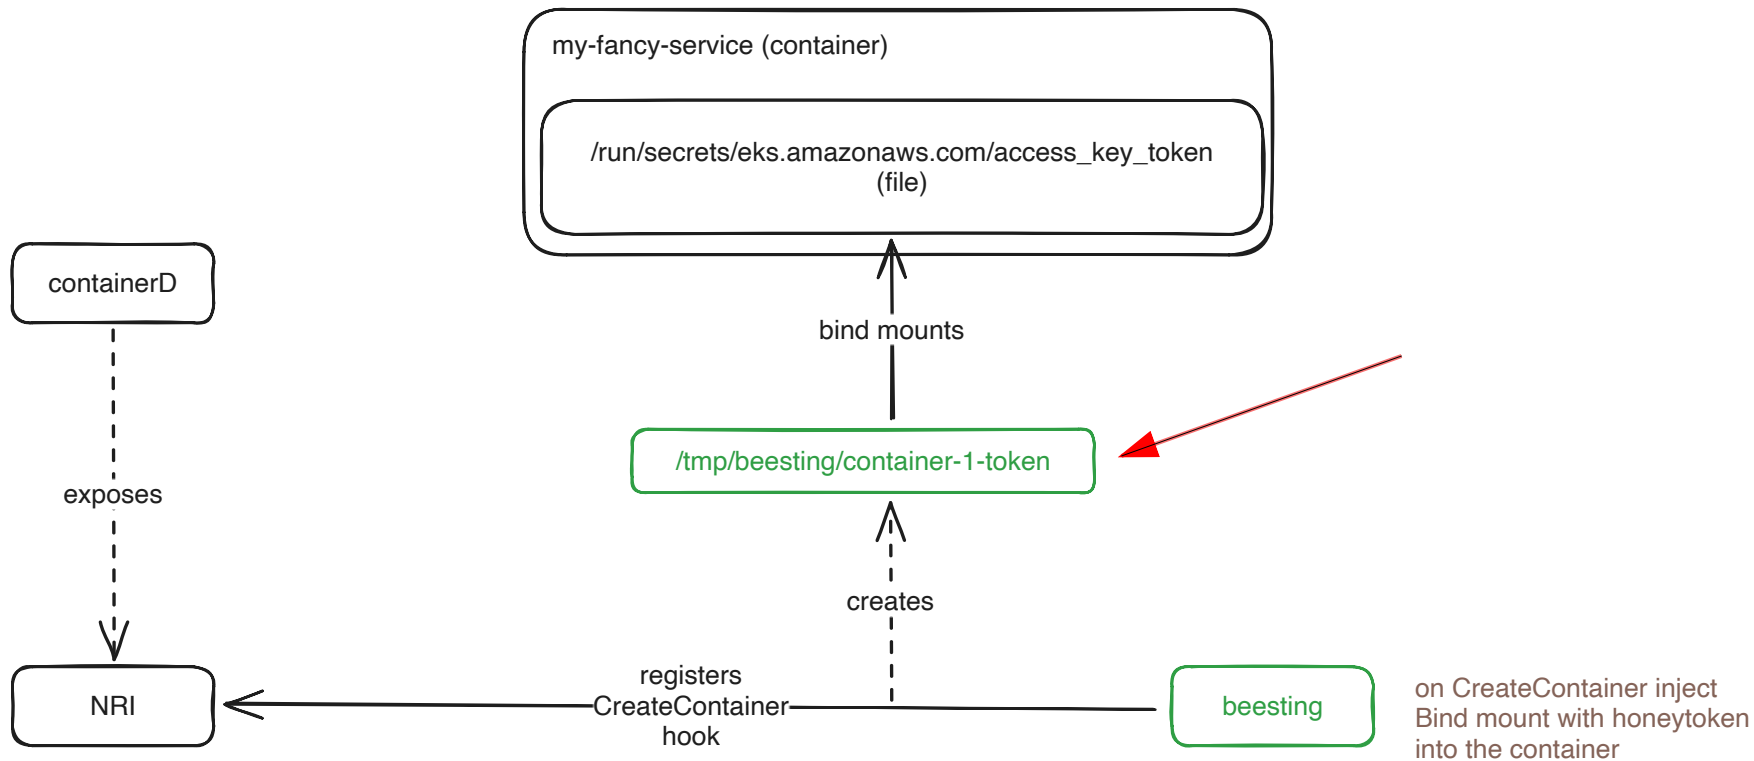 my-fancy-service (container)
/run/secrets/eks.amazonaws.com/access_key_token
(file)
containerD
bind mounts
/tmp/beesting/container-1-token
exposes
creates
registers
CreateContainer
hook
NRI
beesting
on CreateContainer inject
Bind mount with honeytoken
into the container